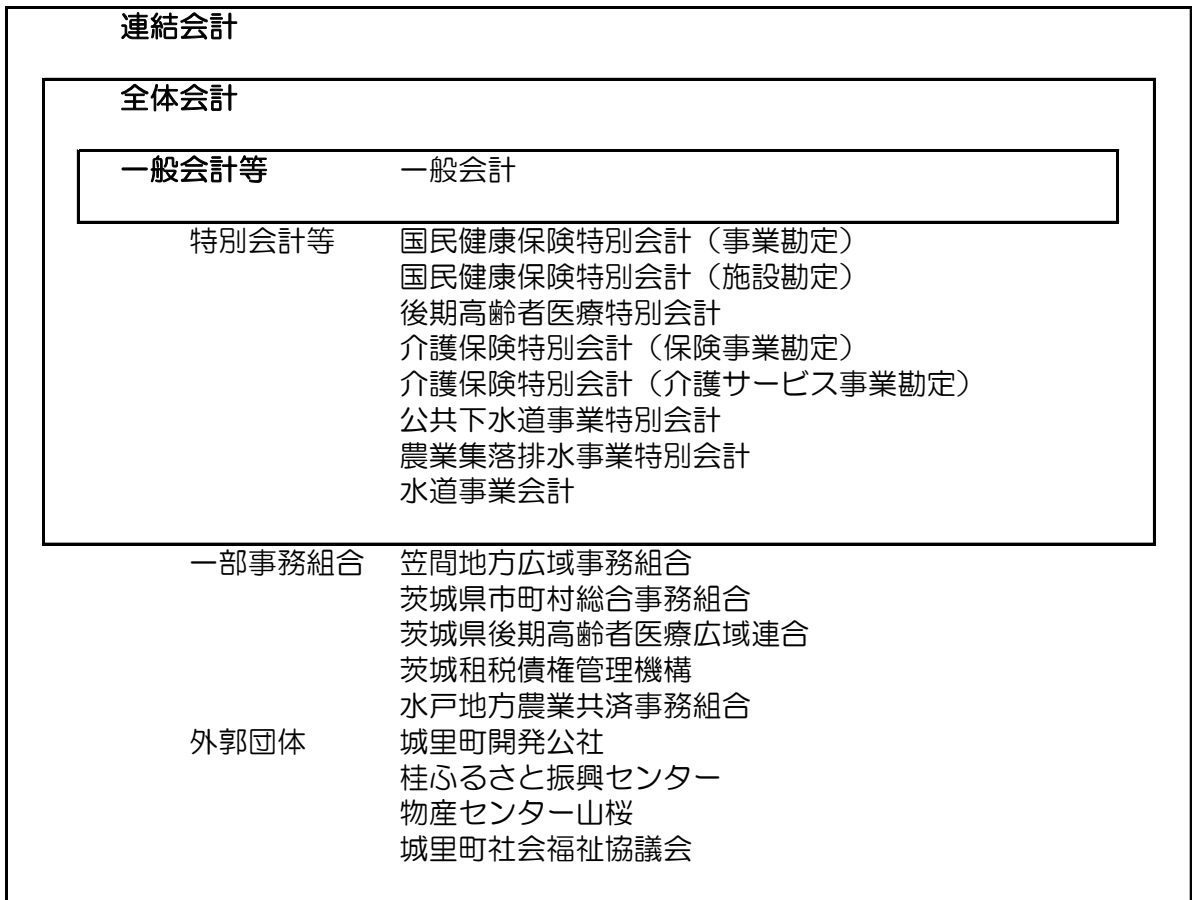 連結会計
全体会計
一般会計等 一般会計
特別会計等 国民健康保険特別会計（事業勘定）
国民健康保険特別会計（施設勘定）
後期高齢者医療特別会計
介護保険特別会計（保険事業勘定）
介護保険特別会計（介護サービス事業勘定）
公共下水道事業特別会計
農業集落排水事業特別会計
水道事業会計
一部事務組合 笠間地方広域事務組合
茨城県市町村総合事務組合
茨城県後期高齢者医療広域連合
茨城租税債権管理機構
水戸地方農業共済事務組合
外郭団体 城里町開発公社
桂ふるさと振興センター
物産センター山桜
城里町社会福祉協議会